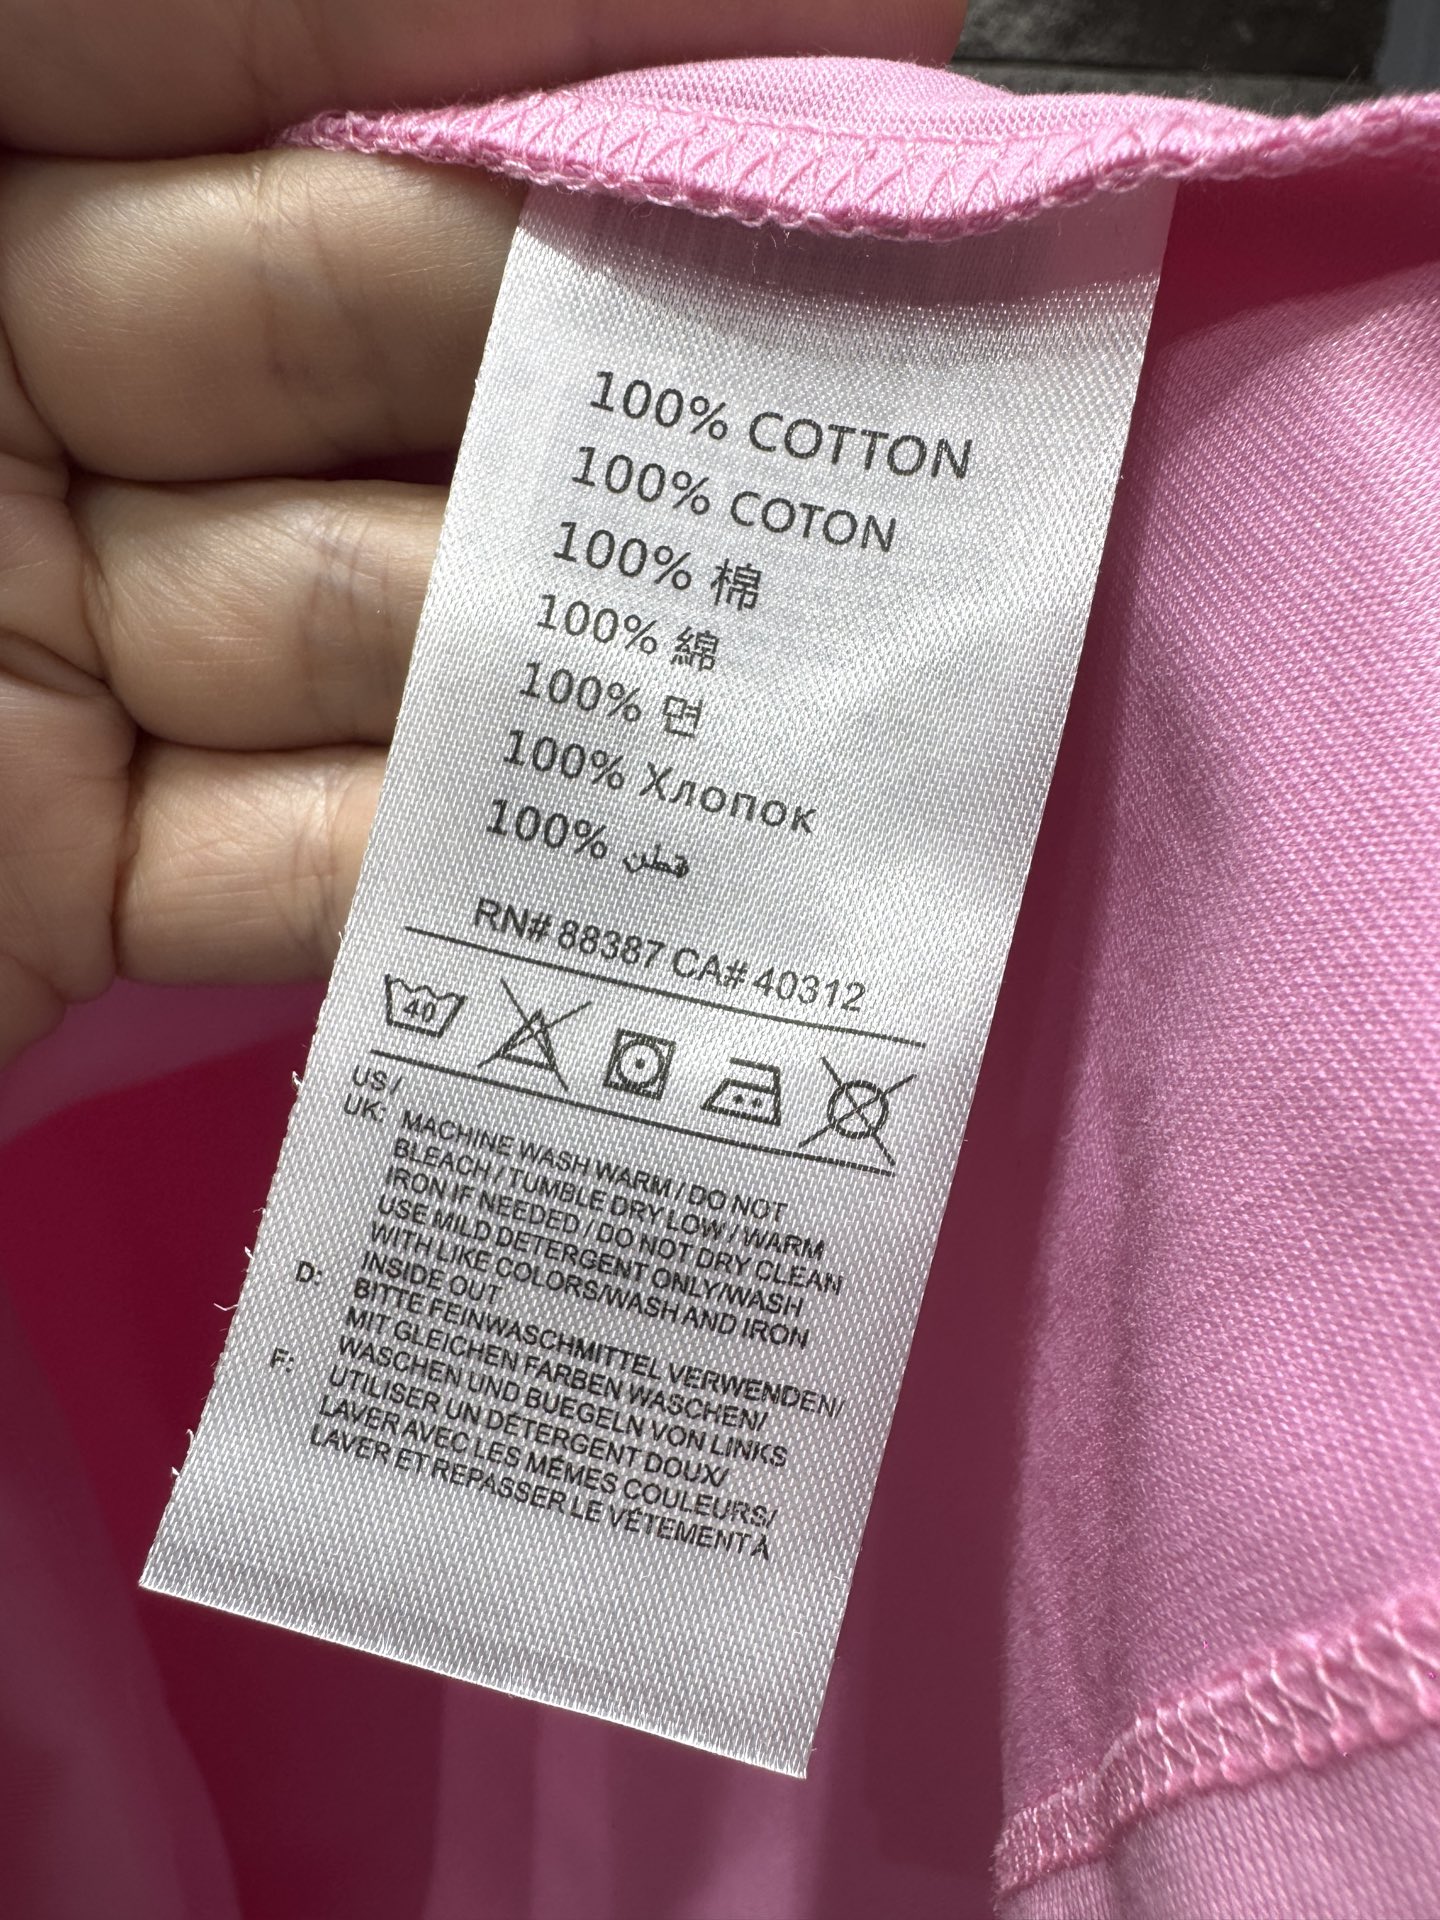 100% COTTON
100% COTON
100% 棉
100% 綿
100% 면
100% Хлопок
100% قطن
RN# 88387 CA# 40312
40
US/
UK: MACHINE WASH WARM / DO NOT
BLEACH / TUMBLE DRY LOW / WARM
IRON IF NEEDED / DO NOT DRY CLEAN
USE MILD DETERGENT ONLY/WASH
WITH LIKE COLORS/WASH AND IRON
INSIDE OUT
D: BITTE FEINWASCHMITTEL VERWENDEN/
MIT GLEICHEN FARBEN WASCHEN/
WASCHEN UND BUEGELN VON LINKS
F: UTILISER UN DÉTERGENT DOUX/
LAVER AVEC LES MÉMES COULEURS/
LAVER ET REPASSER LE VÉTEMENT À